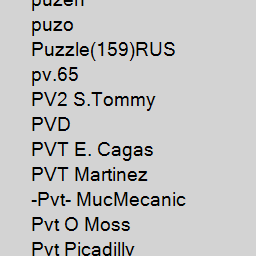 puzen
puzo
Puzzle(159)RUS
pv.65
PV2 S.Tommy
PVD
PVT E. Cagas
PVT Martinez
-Pvt- MucMecanic
Pvt O Moss
Pvt Picadilly